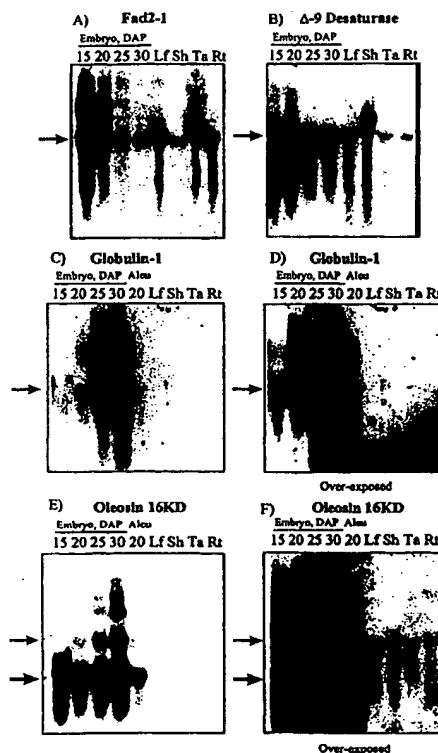 A) Fad2-1
Embryo, DAP
15 20 25 30 Lf Sh Ta Rt
B) Δ-9 Desaturase
Embryo, DAP
15 20 25 30 Lf Sh Ta Rt
C) Globulin-1
Embryo, DAP Aleu
15 20 25 30 20 Lf Sh Ta Rt
D) Globulin-1
Embryo, DAP Aleu
15 20 25 30 20 Lf Sh Ta Rt
Over-exposed
E) Oleosin 16KD
Embryo, DAP Aleu
15 20 25 30 20 Lf Sh Ta Rt
F) Oleosin 16KD
Embryo, DAP Aleu
15 20 25 30 20 Lf Sh Ta Rt
Over-exposed